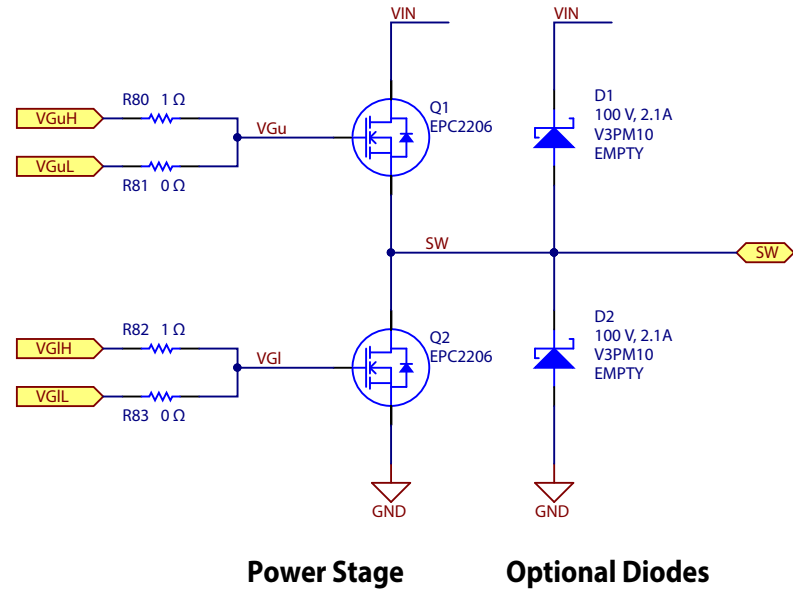 VIN
VIN
R80 1 Ω
VGuH
VGu
Q1
EPC2206
D1
100 V, 2.1A
V3PM10
EMPTY
VGuL
R81 0 Ω
SW
SW
R82 1 Ω
VGlH
VGl
Q2
EPC2206
D2
100 V, 2.1A
V3PM10
EMPTY
VGlL
R83 0 Ω
GND
GND
Power Stage
Optional Diodes